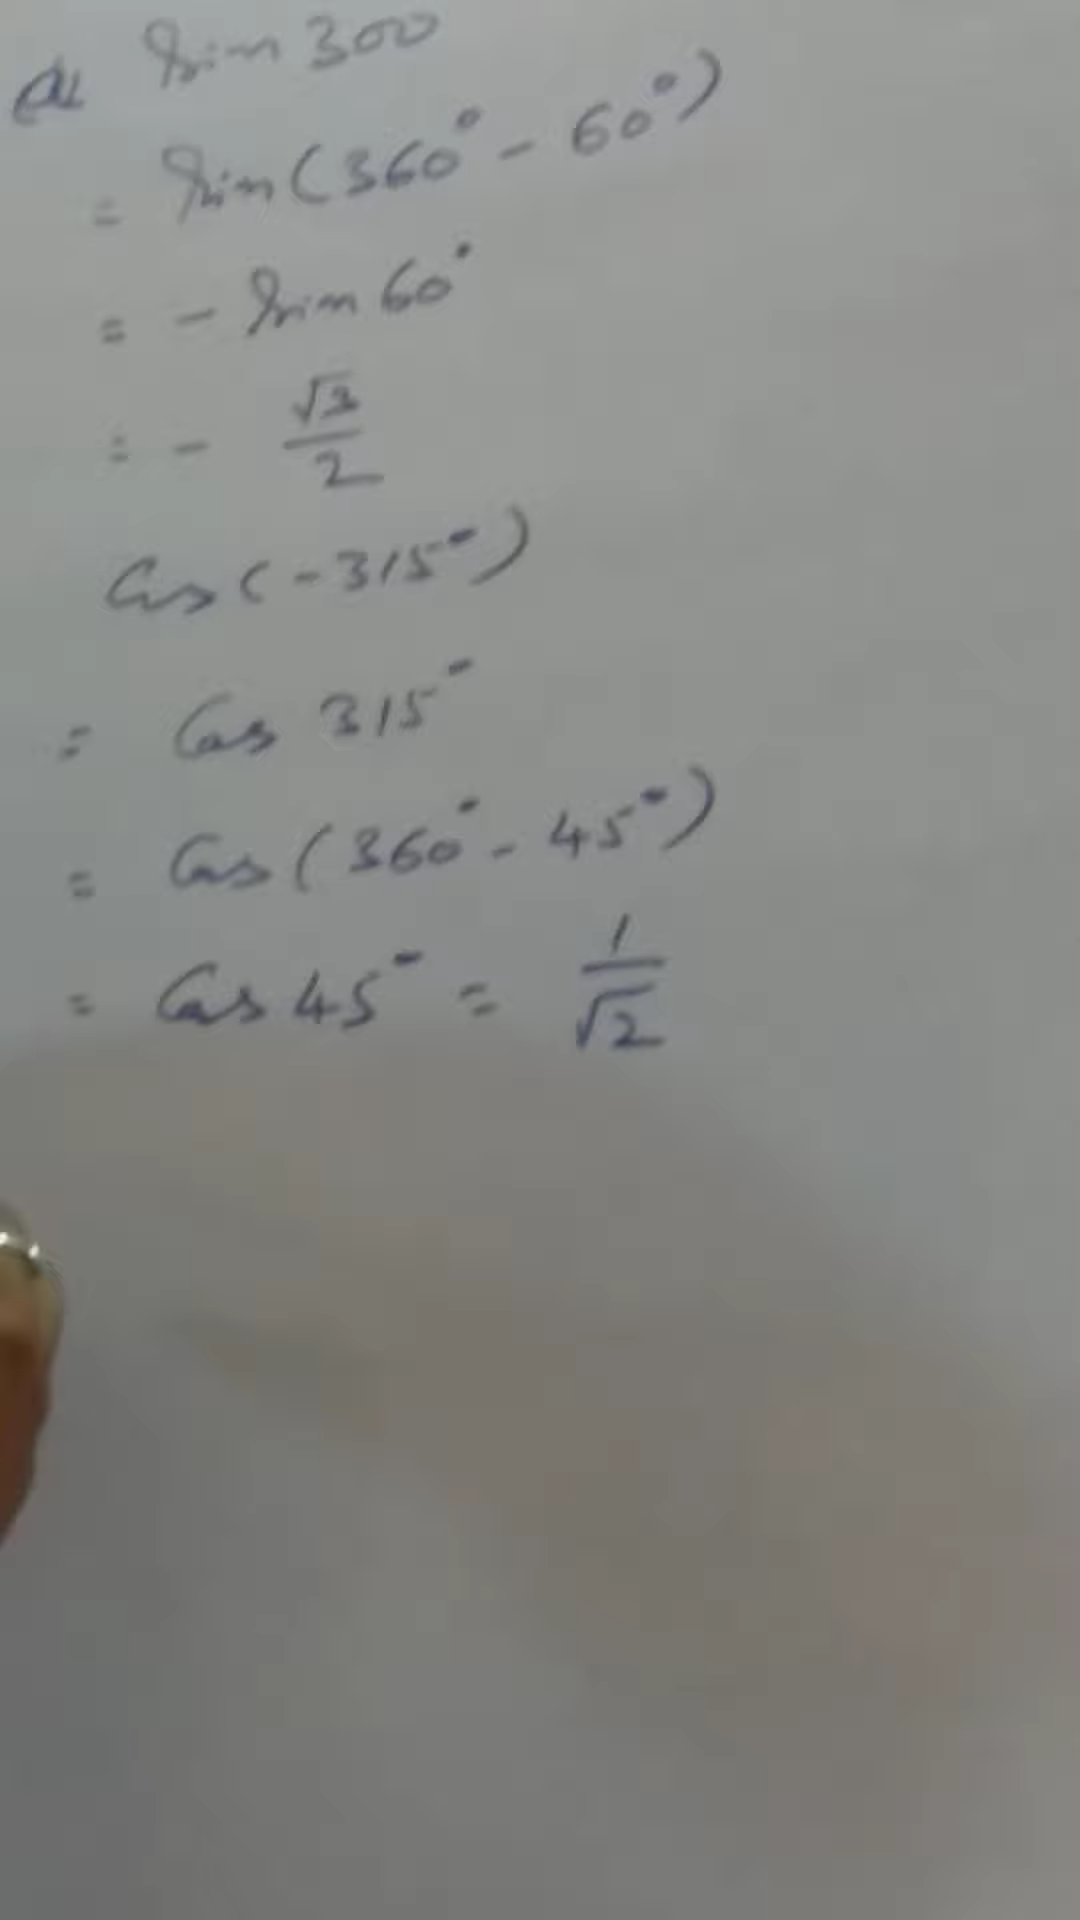 sin 300
= sin (360° - 60°)
= - sin 60°
= - √3/2
Cos (-315°)
= Cos 315°
= Cos (360° - 45°)
= Cos 45° = 1/√2